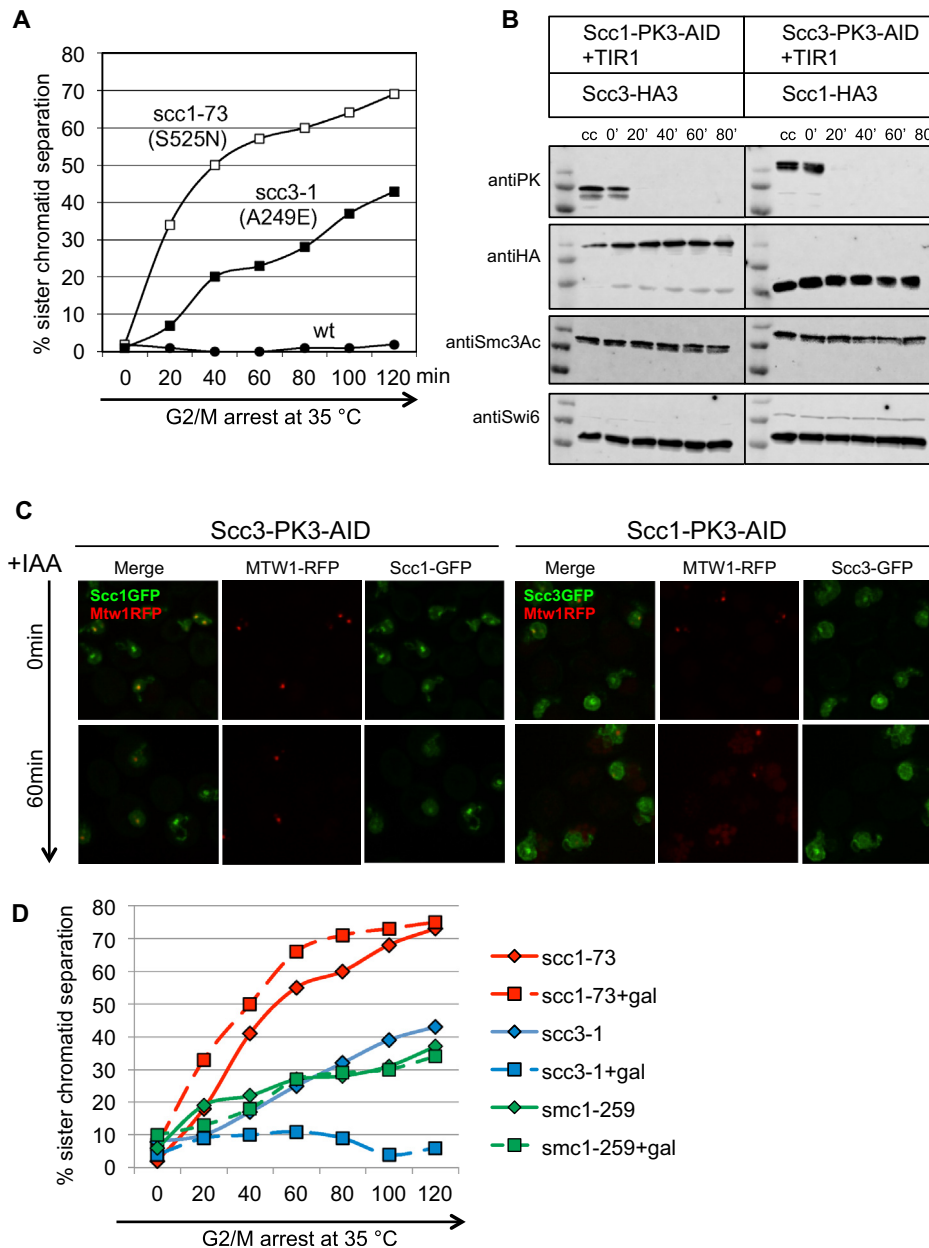 A
% sister chromatid separation
80
70
60
50
40
30
20
10
0
scc1-73
(S525N)
scc3-1
(A249E)
wt
0 20 40 60 80 100 120 min
G2/M arrest at 35 °C
B
Scc1-PK3-AID
+TIR1
Scc3-PK3-AID
+TIR1
Scc3-HA3
Scc1-HA3
cc 0' 20' 40' 60' 80'
cc 0' 20' 40' 60' 80'
antiPK
antiHA
antiSmc3Ac
antiSwi6
C
Scc3-PK3-AID
Scc1-PK3-AID
+IAA
Merge
MTW1-RFP
Scc1-GFP
Merge
MTW1-RFP
Scc3-GFP
Scc1GFP
Mtw1RFP
Scc3GFP
Mtw1RFP
0min
60min
D
% sister chromatid separation
80
70
60
50
40
30
20
10
0
0 20 40 60 80 100 120
G2/M arrest at 35 °C
scc1-73
scc1-73+gal
scc3-1
scc3-1+gal
smc1-259
smc1-259+gal